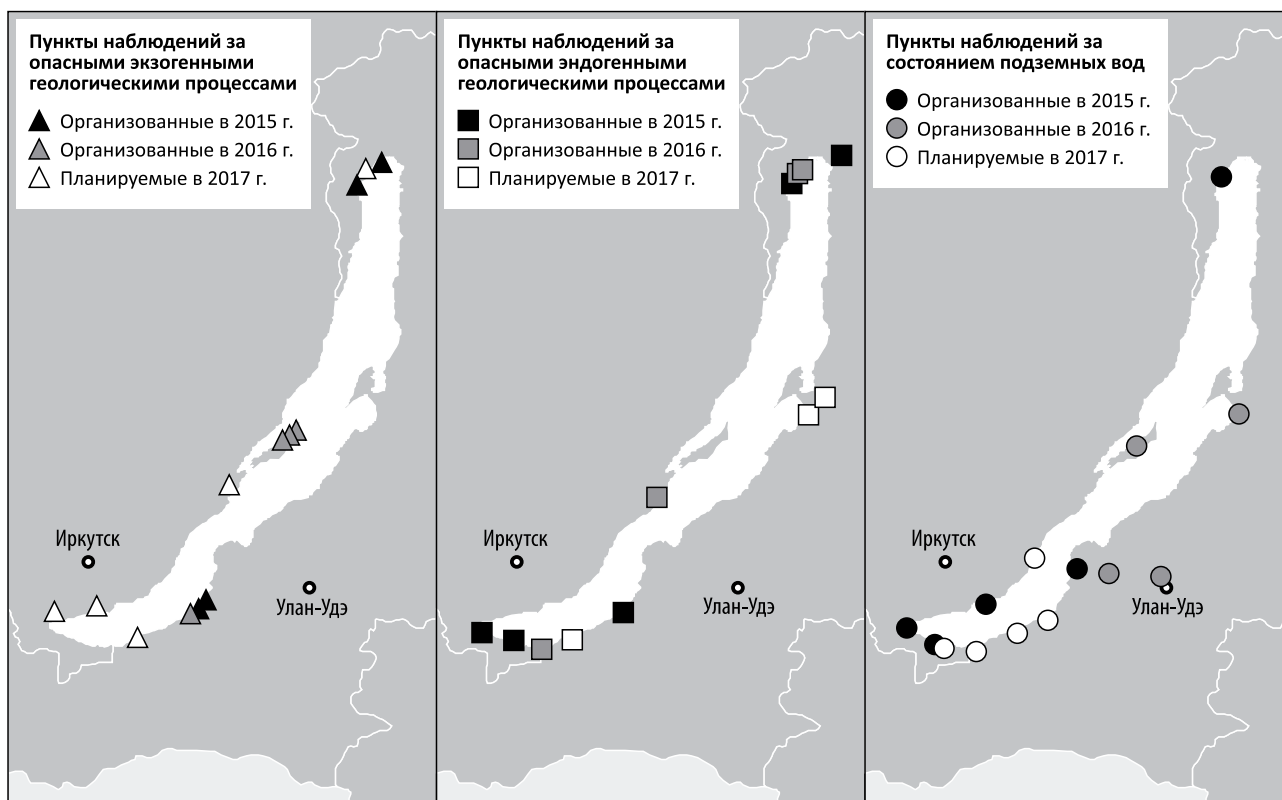 Пункты наблюдений за
опасными экзогенными
геологическими процессами
Организованные в 2015 г.
Организованные в 2016 г.
Планируемые в 2017 г.
Иркутск
Улан-Удэ
Пункты наблюдений за
опасными эндогенными
геологическими процессами
Организованные в 2015 г.
Организованные в 2016 г.
Планируемые в 2017 г.
Иркутск
Улан-Удэ
Пункты наблюдений за
состоянием подземных вод
Организованные в 2015 г.
Организованные в 2016 г.
Планируемые в 2017 г.
Иркутск
Улан-Удэ